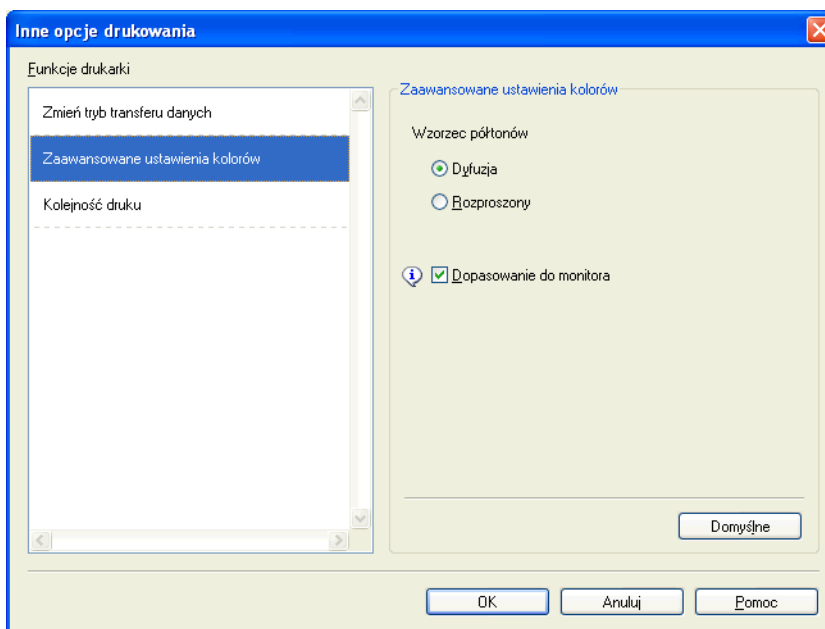 Inne opcje drukowania
Funkcje drukarki
Zmień tryb transferu danych
Zaawansowane ustawienia kolorów
Kolejność druku
Zaawansowane ustawienia kolorów
Wzorzec półtonów
Dyfuzja
Rozproszony
Dopasowanie do monitora
Domyślne
OK
Anuluj
Pomoc